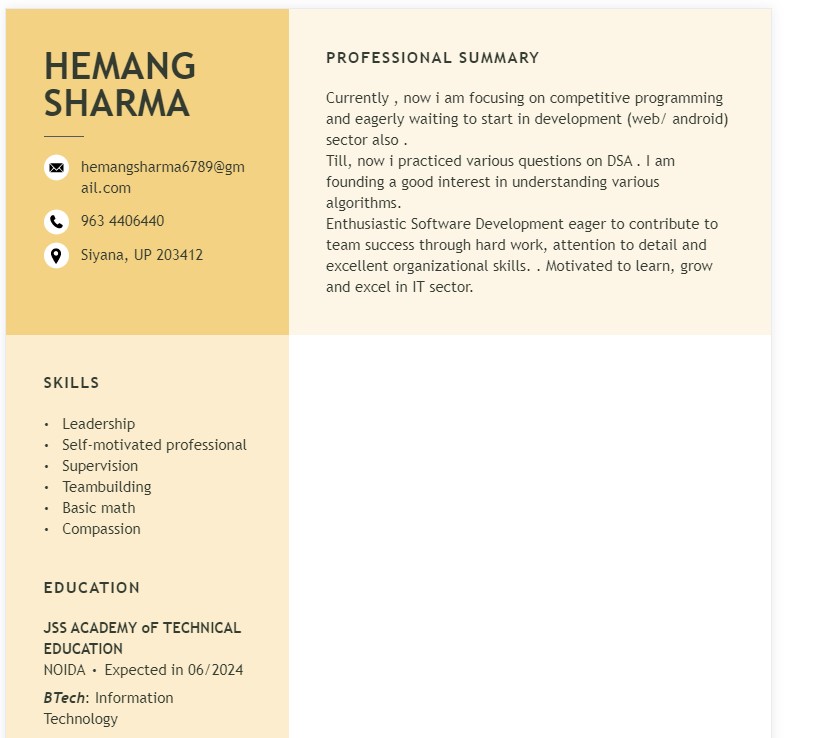 HEMANG
SHARMA
hemangsharma6789@gm
ail.com
963 4406440
Siyana, UP 203412
PROFESSIONAL SUMMARY
Currently , now i am focusing on competitive programming
and eagerly waiting to start in development (web/ android)
sector also .
Till, now i practiced various questions on DSA . I am
founding a good interest in understanding various
algorithms.
Enthusiastic Software Development eager to contribute to
team success through hard work, attention to detail and
excellent organizational skills. . Motivated to learn, grow
and excel in IT sector.
SKILLS
• Leadership
• Self-motivated professional
• Supervision
• Teambuilding
• Basic math
• Compassion
EDUCATION
JSS ACADEMY oF TECHNICAL
EDUCATION
NOIDA • Expected in 06/2024
BTech: Information
Technology